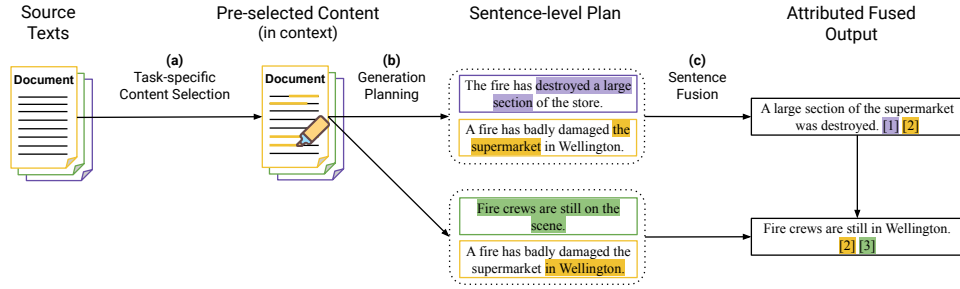 Source
Texts
Pre-selected Content
(in context)
Sentence-level Plan
Attributed Fused
Output
Document
(a)
Task-specific
Content Selection
Document
(b)
Generation
Planning
The fire has destroyed a large
section of the store.
A fire has badly damaged the
supermarket in Wellington.
(c)
Sentence
Fusion
A large section of the supermarket
was destroyed. [1] [2]
Fire crews are still on the
scene.
A fire has badly damaged the
supermarket in Wellington.
Fire crews are still in Wellington.
[2] [3]